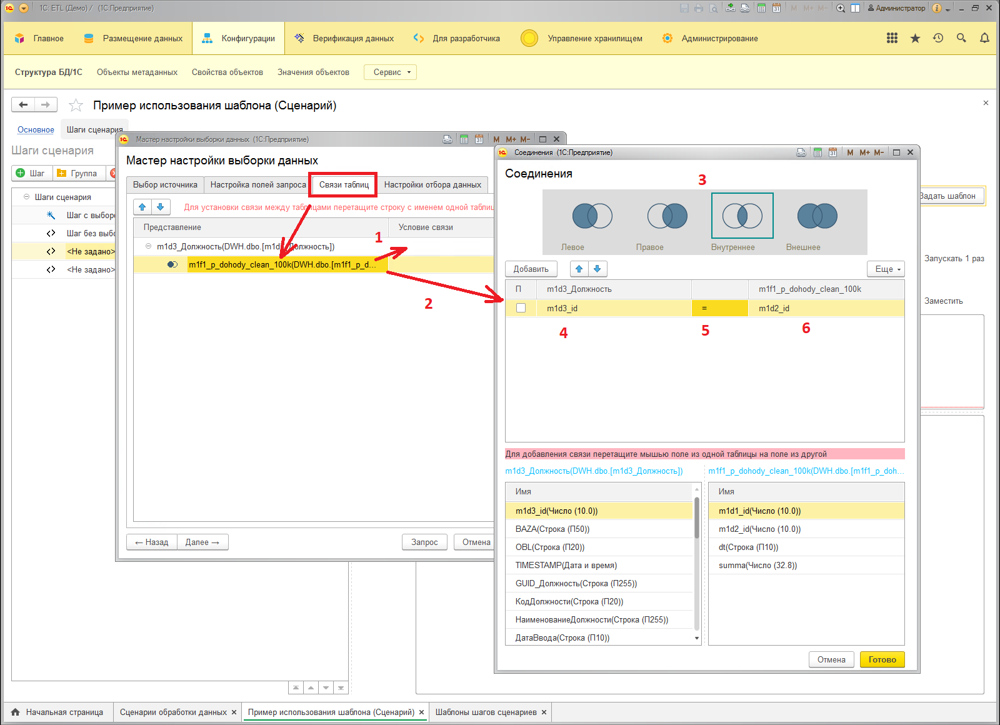 1С: ETL (Демо) / (1С:Предприятие)
M M+ M-
Администратор
Главное
Размещение данных
Конфигурации
Верификация данных
Для разработчика
Управление хранилищем
Администрирование
Структура БД/1С
Объекты метаданных
Свойства объектов
Значения объектов
Сервис
Пример использования шаблона (Сценарий)
Основное
Шаги сценария
Шаги сценария
Шаг
Группа
Шаги сценария
Шаг с выборо
Шаг без выбо
<Не задано>
<Не задано>
Задать шаблон
Запускать 1 раз
Заместить
Мастер настройки выборки данных (1С:Предприятие)
31
M M+ M-
Мастер настройки выборки данных
Выбор источника
Настройка полей запроса
Связи таблиц
Настройки отбора данных
Для установки связи между таблицами перетащите строку с именем одной таблиц
Представление
Условие связи
m1d3_Должность(DWH.dbo.[m1d3_Должность])
m1f1_p_dohody_clean_100k(DWH.dbo.[m1f1_p_d...
1
2
← Назад
Далее →
Запрос
Отмена
Соединения (1С:Предприятие)
31
M M+ M-
Соединения
3
Левое
Правое
Внутреннее
Внешнее
Добавить
Еще
П
m1d3_Должность
m1f1_p_dohody_clean_100k
m1d3_id
=
m1d2_id
4
5
6
Для добавления связи перетащите мышью поле из одной таблицы на поле из другой
m1d3_Должность(DWH.dbo.[m1d3_Должность])
m1f1_p_dohody_clean_100k(DWH.dbo.[m1f1_p_doh...
Имя
m1d3_id(Число (10.0))
BAZA(Строка (П50))
OBL(Строка (П20))
TIMESTAMP(Дата и время)
GUID_Должность(Строка (П255))
КодДолжности(Строка (П20))
НаименованиеДолжности(Строка (П255))
ДатаВвода(Строка (П10))
Имя
m1d1_id(Число (10.0))
m1d2_id(Число (10.0))
dt(Строка (П10))
summa(Число (32.8))
Отмена
Готово
Начальная страница
Сценарии обработки данных
Пример использования шаблона (Сценарий)
Шаблоны шагов сценариев